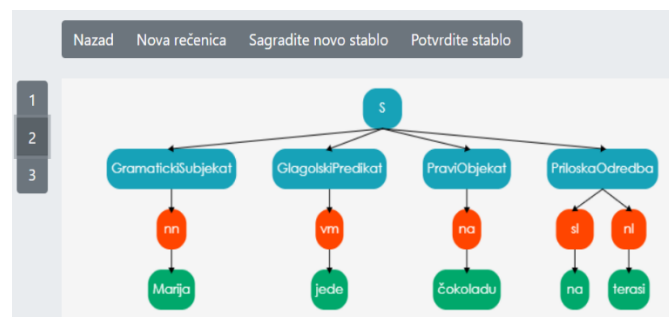 Nazad Nova rečenica Sagradite novo stablo Potvrdite stablo
1
2
3
S
GramatickiSubjekat GlagolskiPredikat PraviObjekat PriloskaOdredba
nn vm na sl nl
Marija jede čokoladu na terasi